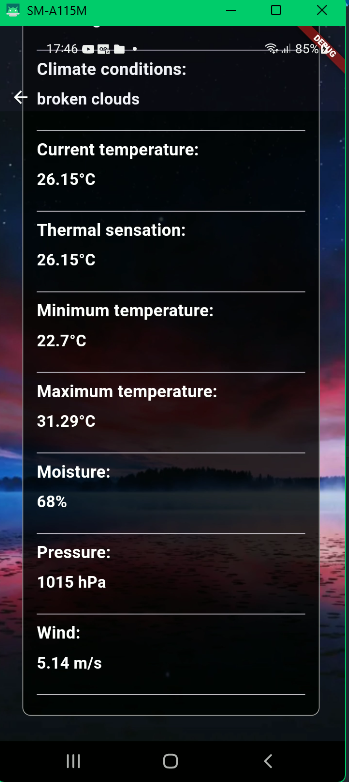 SM-A115M
17:46
85%
DEBUG
Climate conditions:
broken clouds
Current temperature:
26.15°C
Thermal sensation:
26.15°C
Minimum temperature:
22.7°C
Maximum temperature:
31.29°C
Moisture:
68%
Pressure:
1015 hPa
Wind:
5.14 m/s